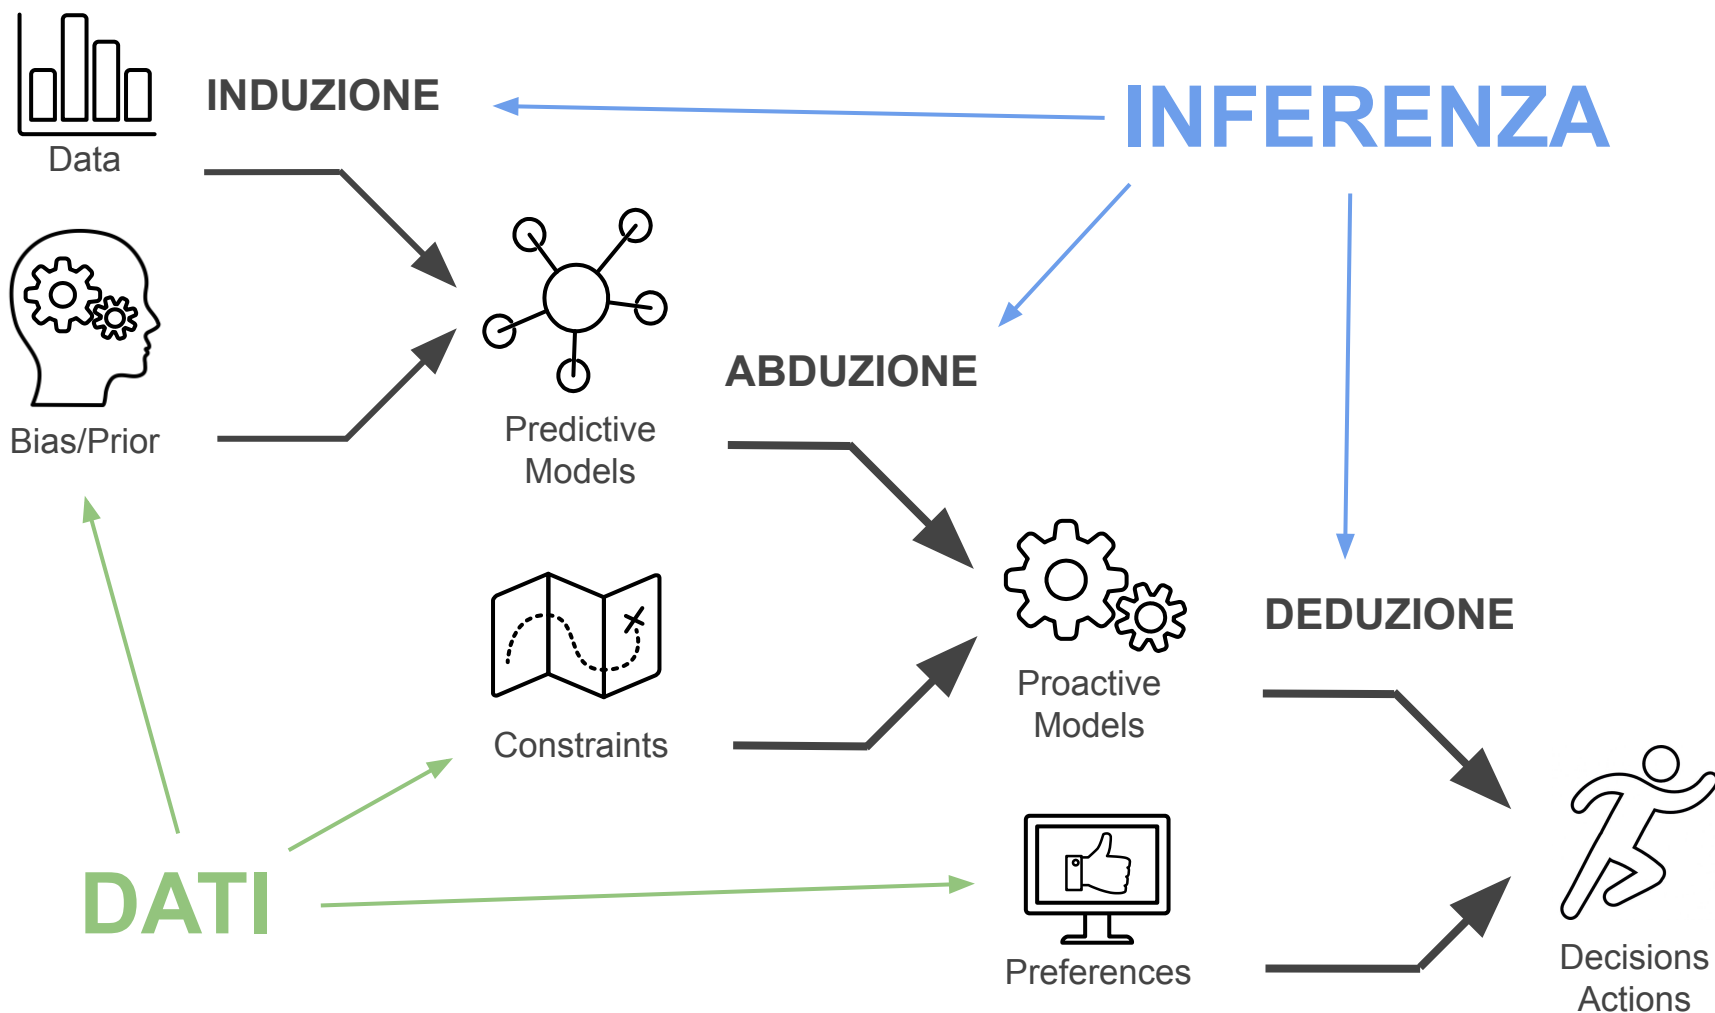 INDUZIONE
INFERENZA
Data
Bias/Prior
ABDUZIONE
Predictive
Models
DEDUZIONE
Constraints
Proactive
Models
DATI
Preferences
Decisions
Actions